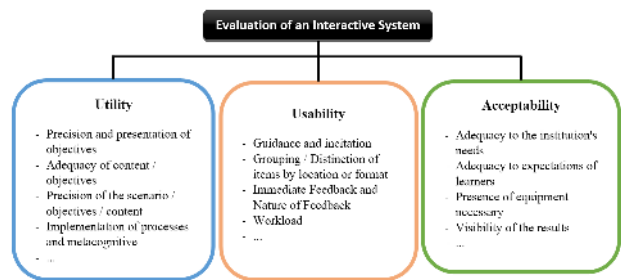 Evaluation of an Interactive System
Utility
- Precision and presentation of
objectives
- Adequacy of content /
objectives
- Precision of the scenario /
objectives / content
- Implementation of processes
and metacognitive
- ...
Usability
- Guidance and incitation
- Grouping / Distinction of
items by location or format
- Immediate Feedback and
Nature of Feedback
- Workload
- ...
Acceptability
- Adequacy to the institution's
needs
Adequacy to expectations of
learners
- Presence of equipment
necessary
- Visibility of the results
...